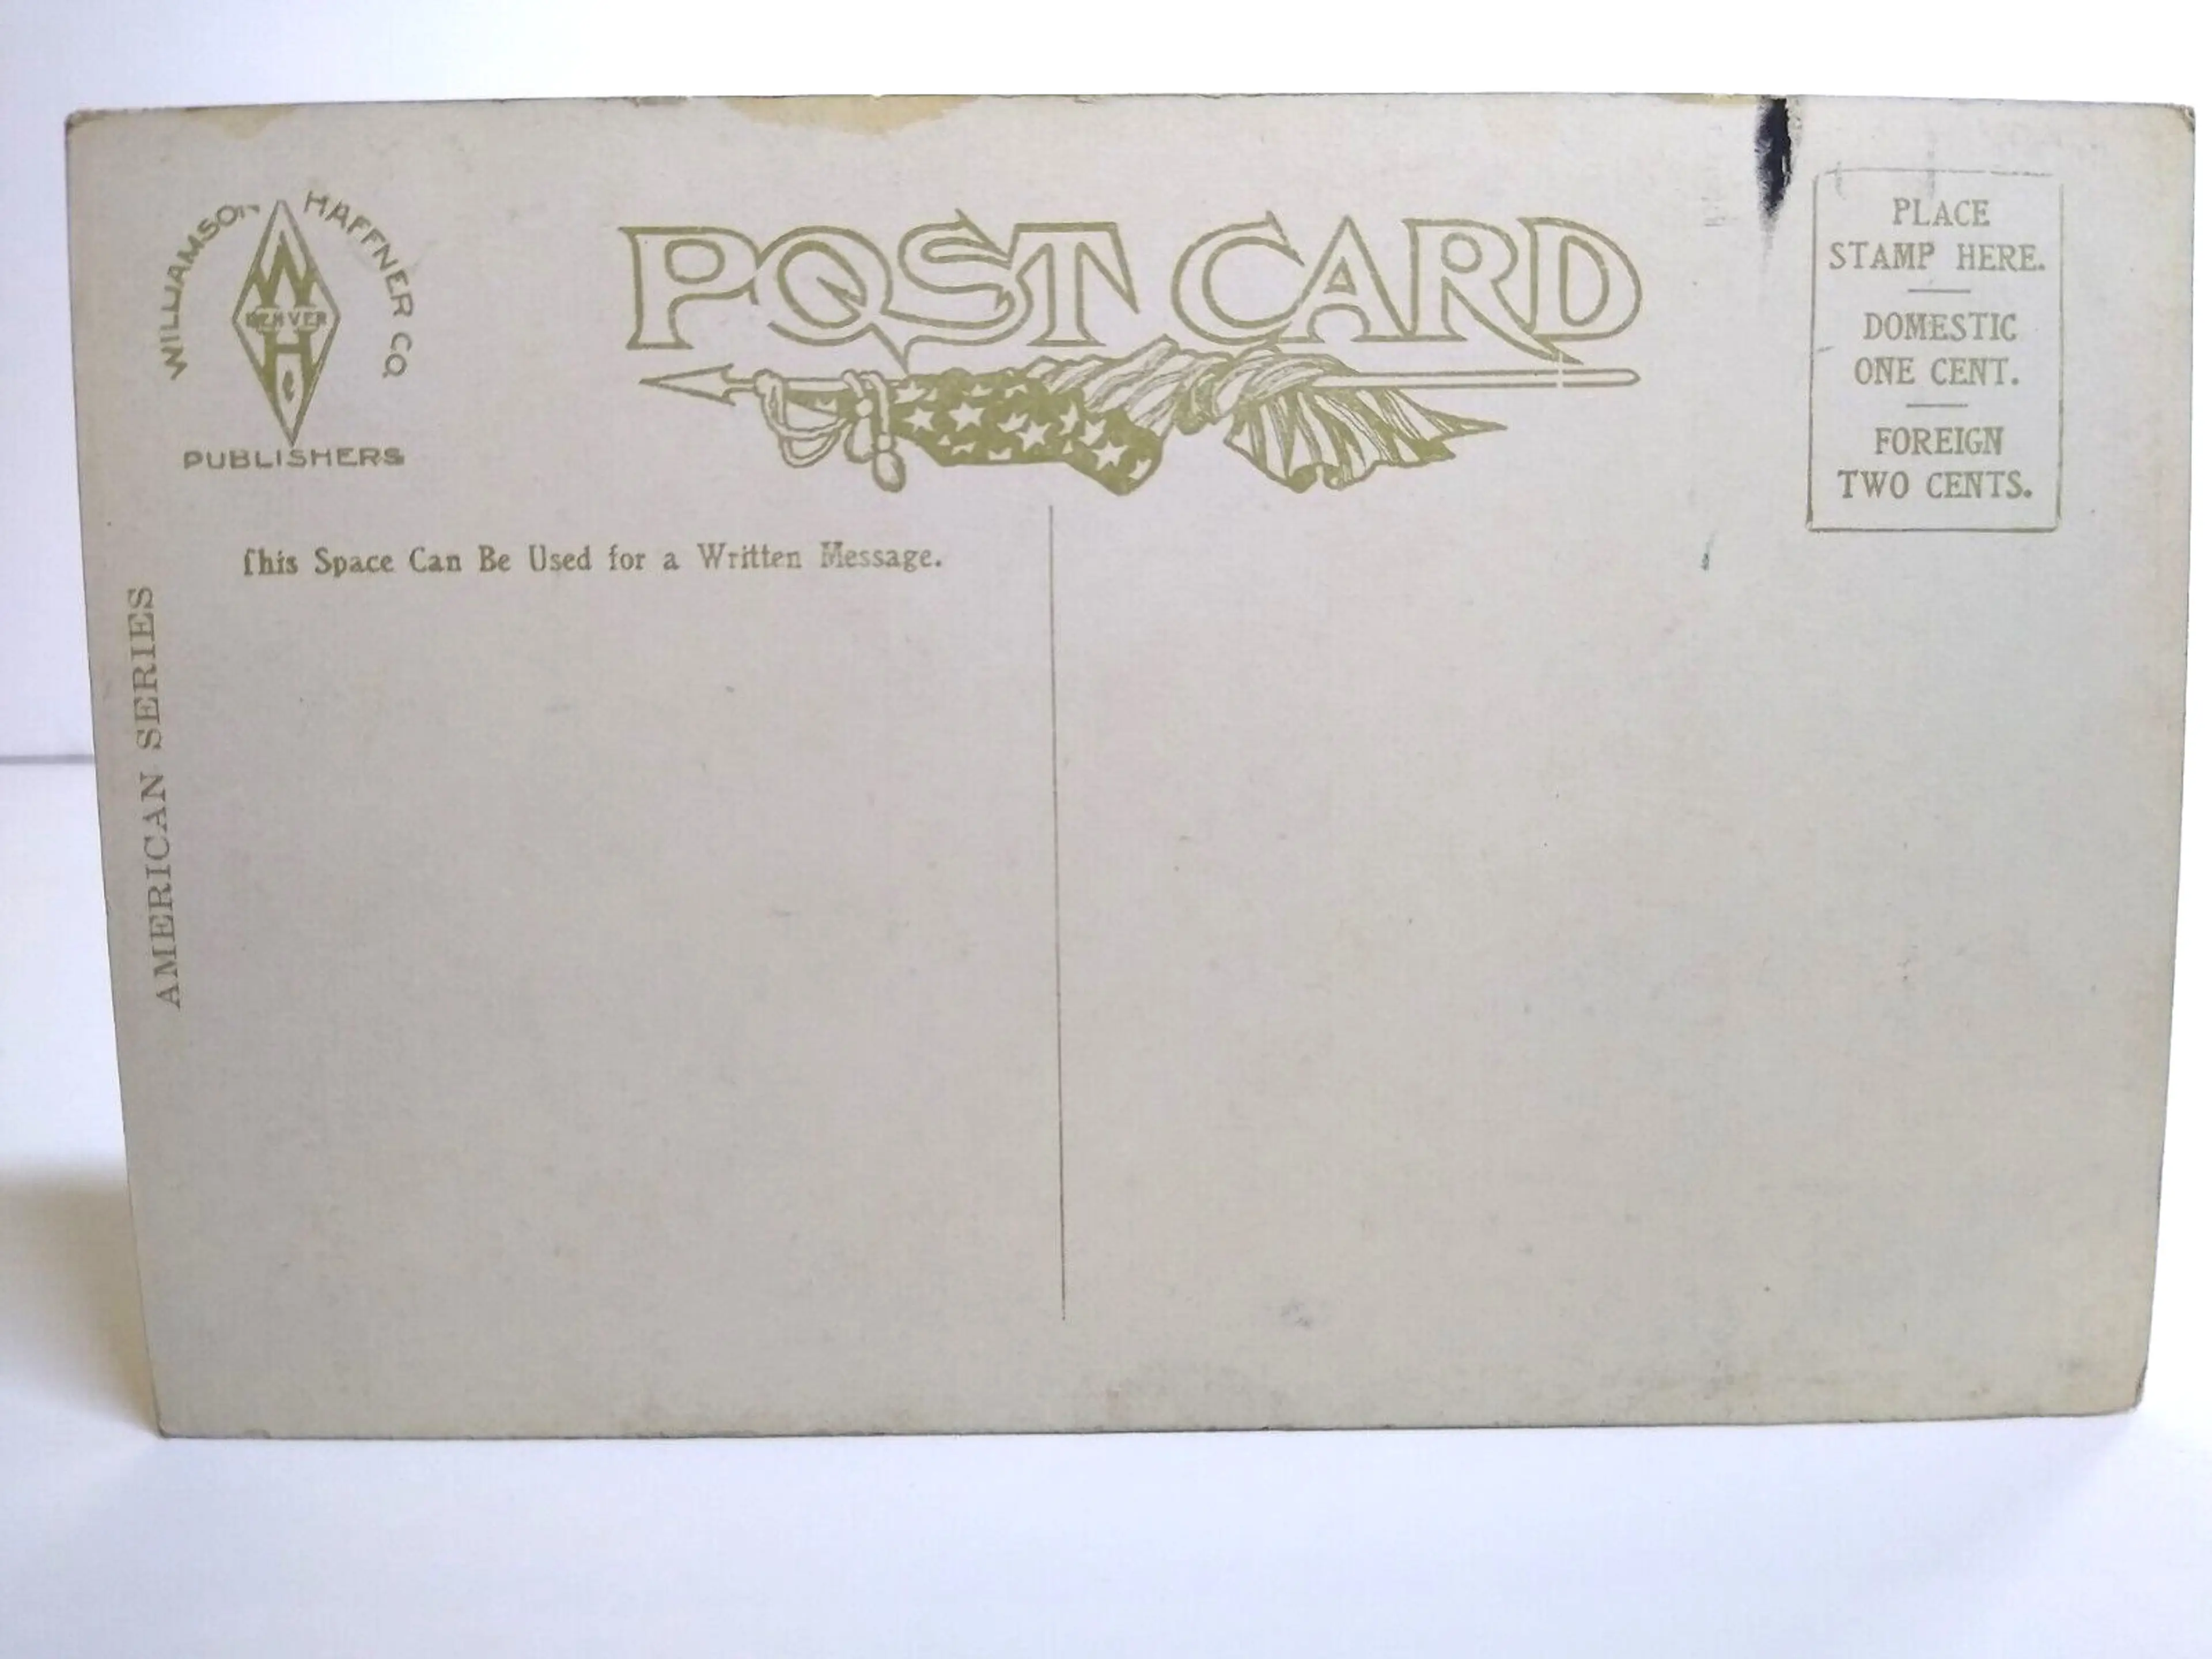 WILLIAMSON HAFFNER CO
W
DENVER
H
C
PUBLISHERS
POST CARD
PLACE
STAMP HERE.
DOMESTIC
ONE CENT.
FOREIGN
TWO CENTS.
This Space Can Be Used for a Written Message.
AMERICAN SERIES